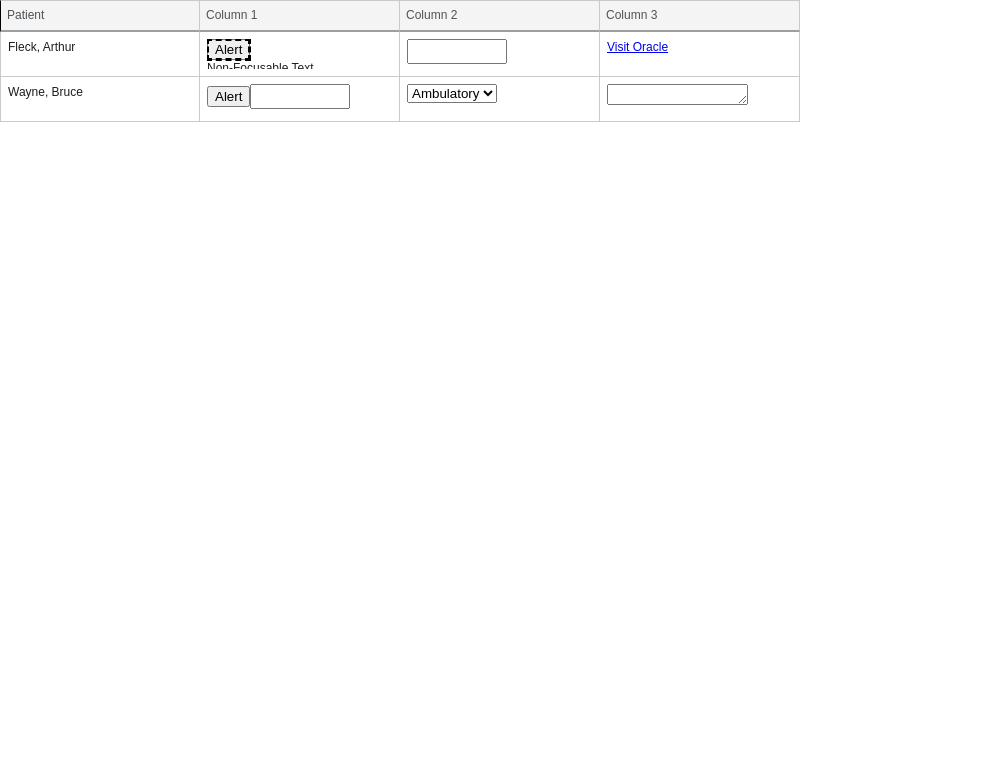 Patient Column 1 Column 2 Column 3
Fleck, Arthur Alert Visit Oracle
Non-Focusable Text
Wayne, Bruce Alert Ambulatory